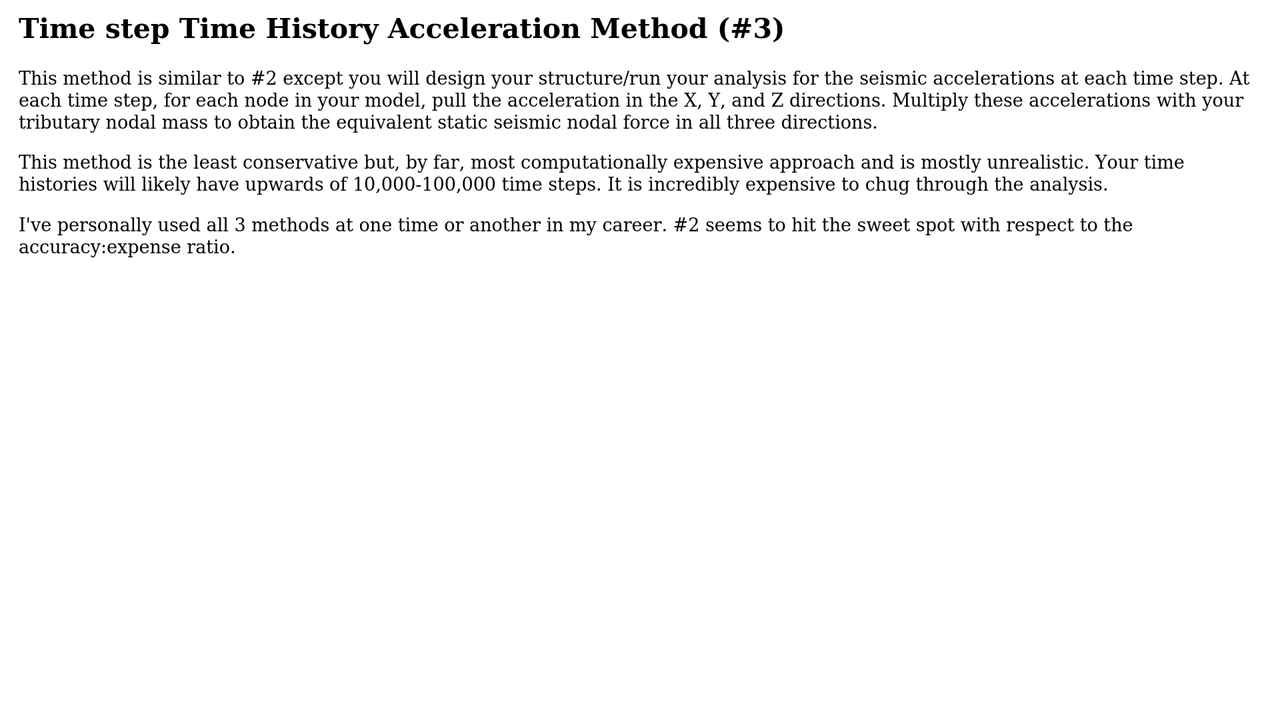 Time step Time History Acceleration Method (#3)
This method is similar to #2 except you will design your structure/run your analysis for the seismic accelerations at each time step. At
each time step, for each node in your model, pull the acceleration in the X, Y, and Z directions. Multiply these accelerations with your
tributary nodal mass to obtain the equivalent static seismic nodal force in all three directions.
This method is the least conservative but, by far, most computationally expensive approach and is mostly unrealistic. Your time
histories will likely have upwards of 10,000-100,000 time steps. It is incredibly expensive to chug through the analysis.
I've personally used all 3 methods at one time or another in my career. #2 seems to hit the sweet spot with respect to the
accuracy:expense ratio.